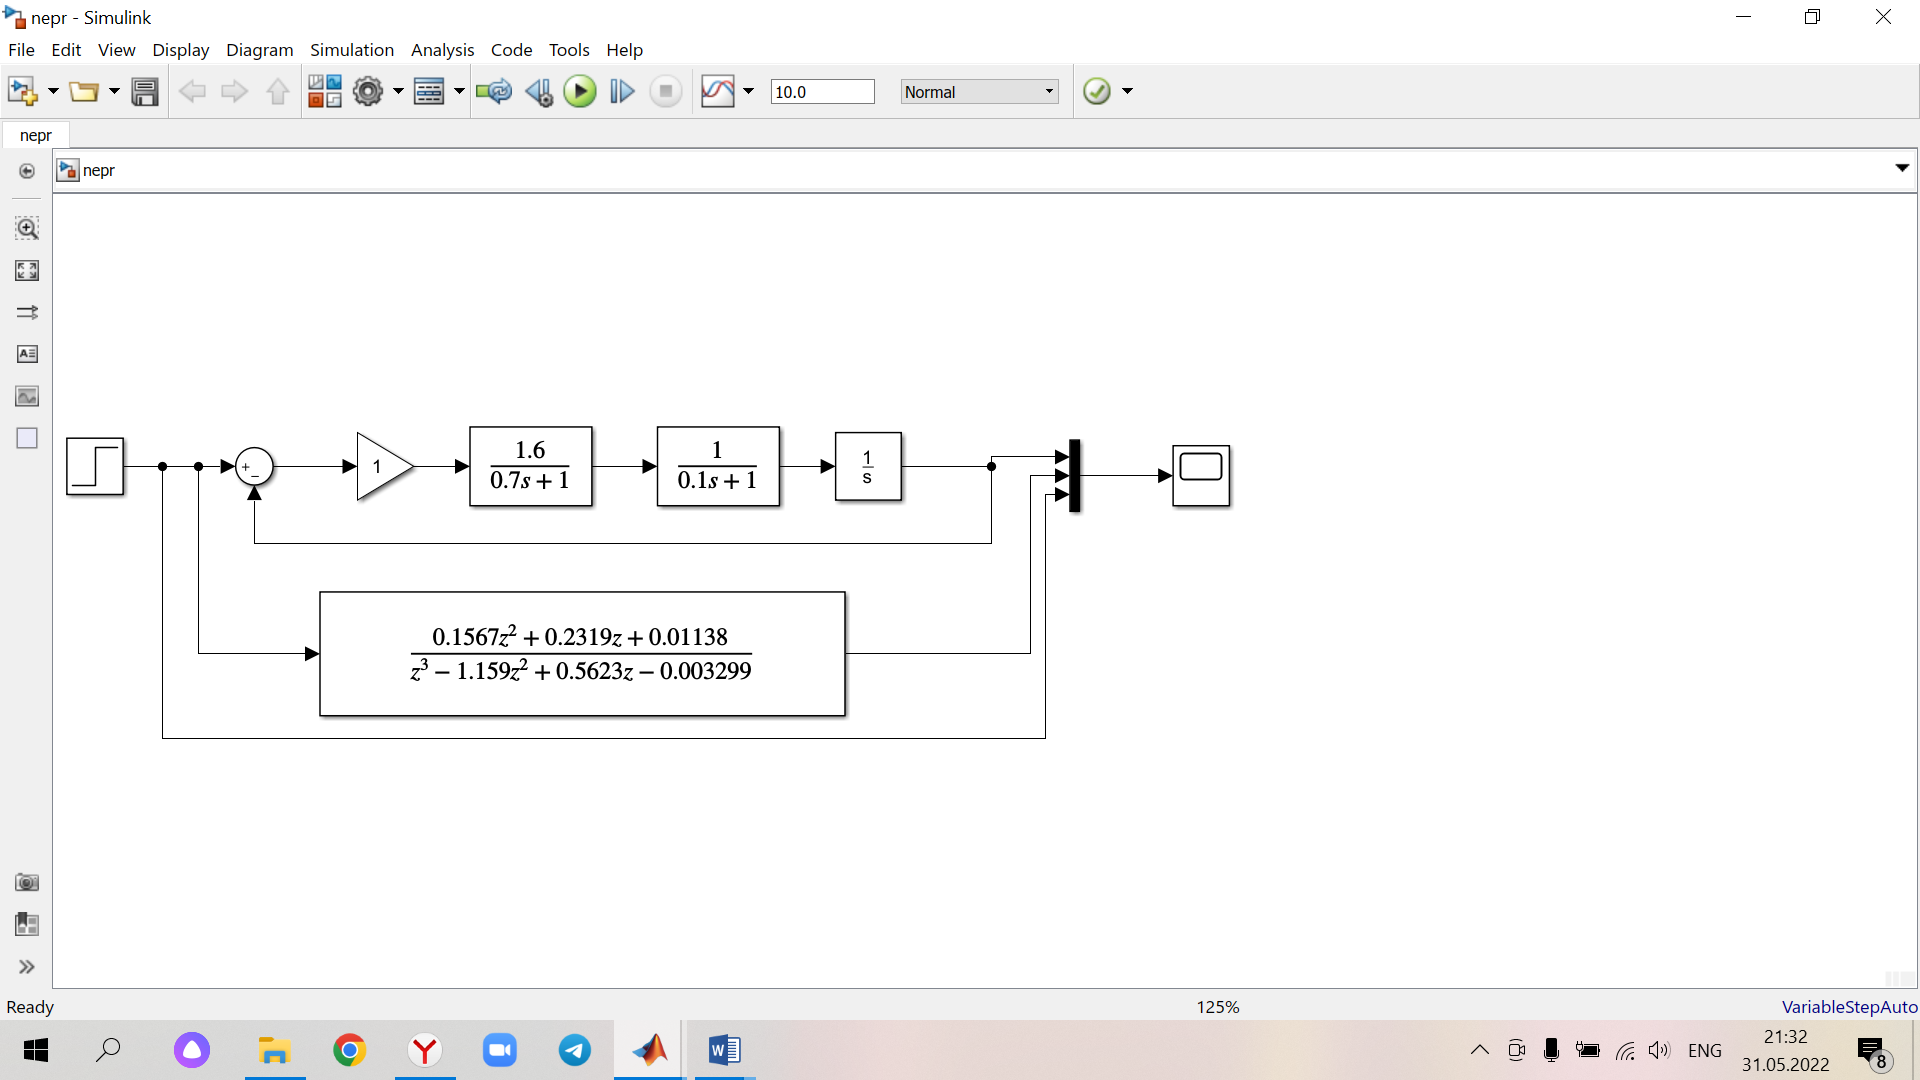 nepr - Simulink
File Edit View Display Diagram Simulation Analysis Code Tools Help
10.0 Normal
nepr
nepr
1
1.6
0.7s + 1
1
0.1s + 1
1
s
0.1567z² + 0.2319z + 0.01138
z³ − 1.159z² + 0.5623z − 0.003299
Ready 125% VariableStepAuto
ENG 21:32
31.05.2022
8